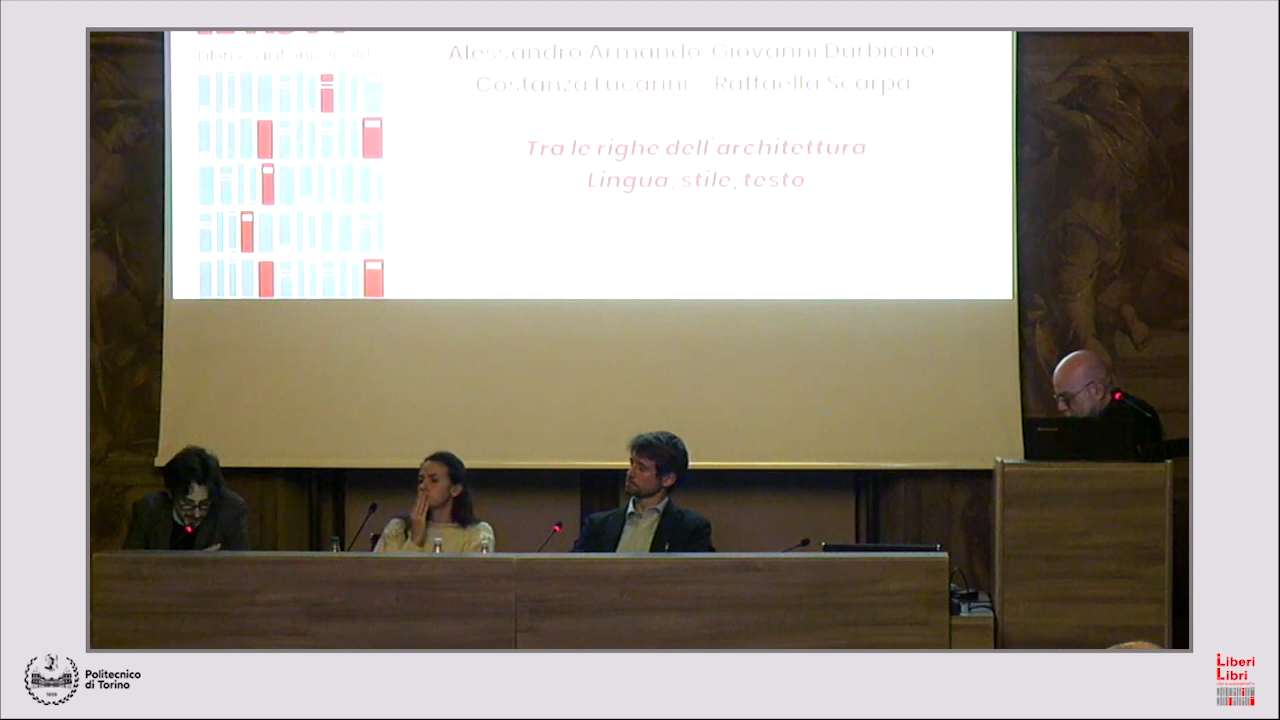 Alessandro Armando Giovanni Durbiano
Costanza Lucarini - Raffaella Scarpa
Tra le righe dell'architettura
Lingua, stile, testo
Politecnico
di Torino
1859
Liberi
Libri